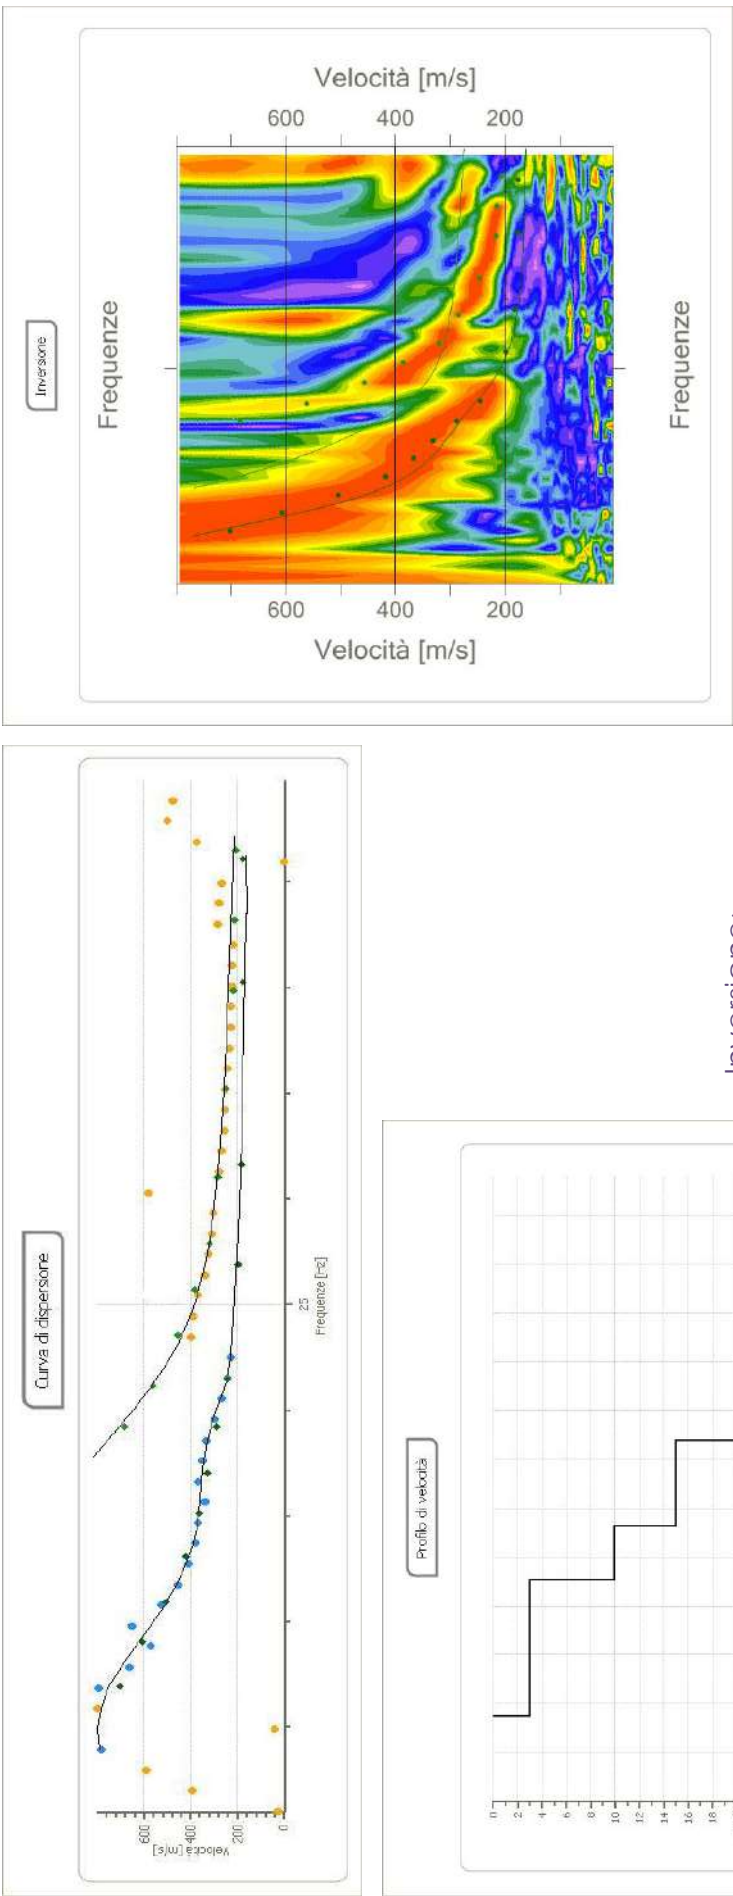 Inversione
Velocità [m/s]
600 400 200
Frequenze
Frequenze
600 400 200
Velocità [m/s]
Curva di dispersione
600
400
200
0
Velocità [m/s]
25
Frequenze [Hz]
Profilo di velocità
0
2
4
6
8
10
12
14
16
18